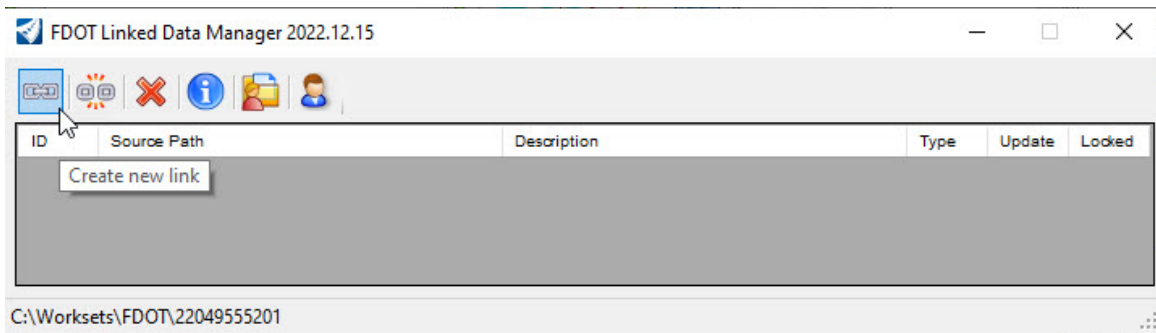 FDOT Linked Data Manager 2022.12.15
ID Source Path Description Type Update Locked
Create new link
C:\Worksets\FDOT\22049555201